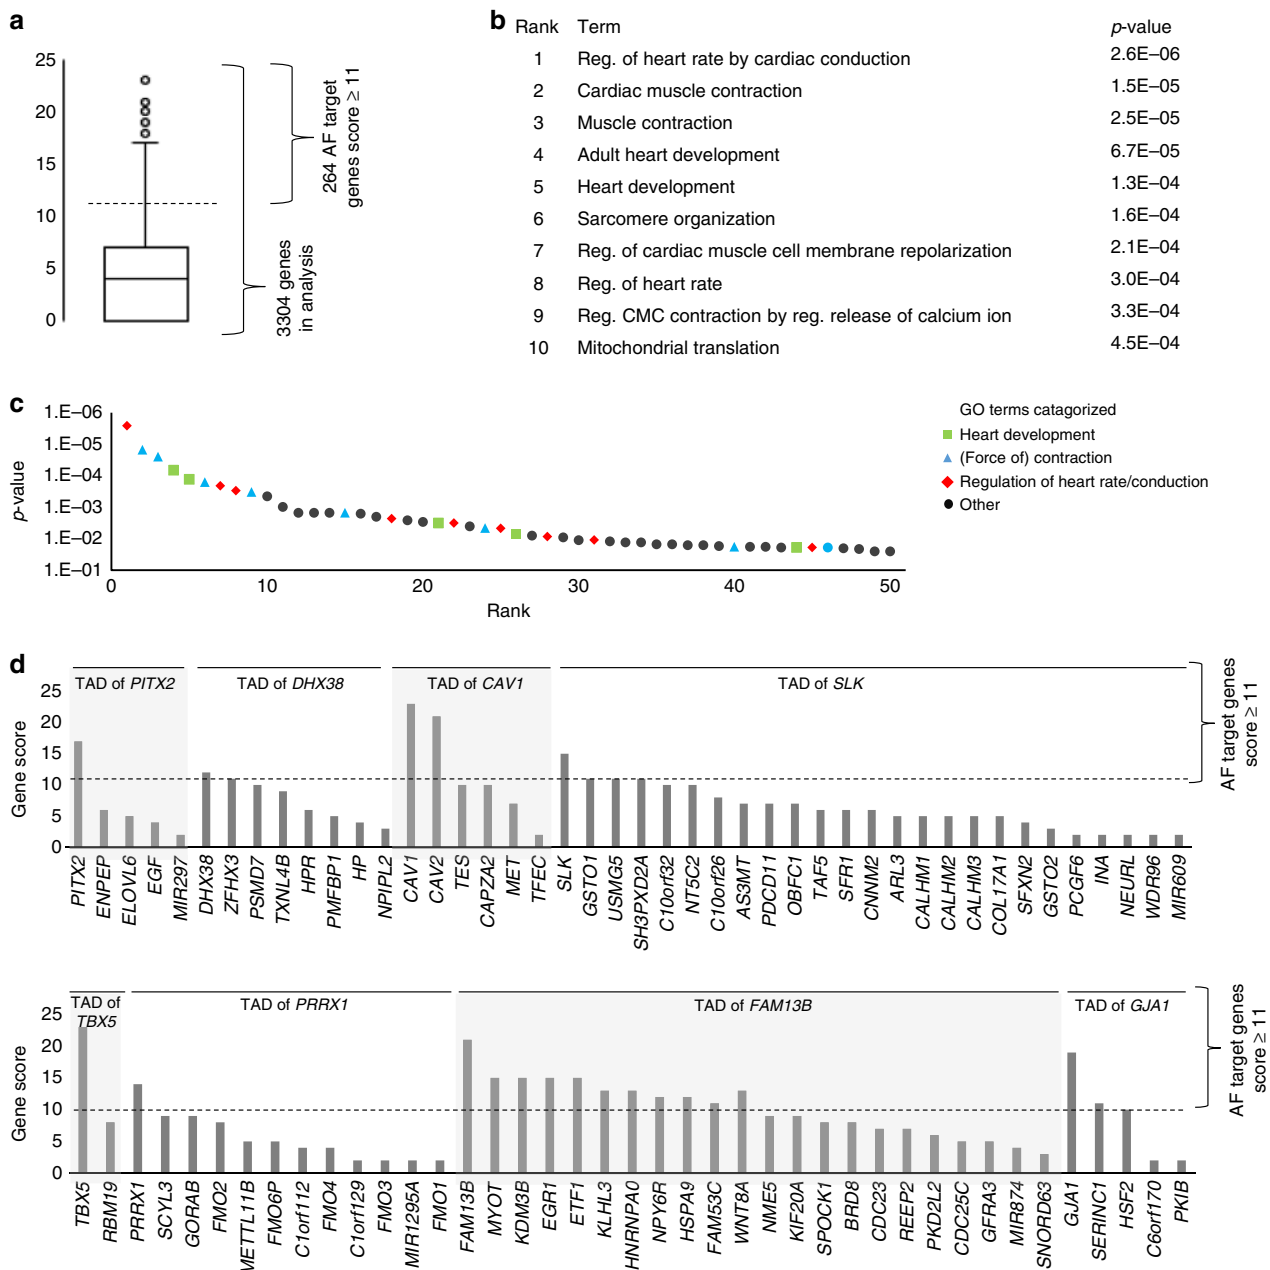 a
25
20
15
10
5
0
264 AF target
genes score ≥ 11
3304 genes
in analysis
b
Rank Term p-value
1 Reg. of heart rate by cardiac conduction 2.6E–06
2 Cardiac muscle contraction 1.5E–05
3 Muscle contraction 2.5E–05
4 Adult heart development 6.7E–05
5 Heart development 1.3E–04
6 Sarcomere organization 1.6E–04
7 Reg. of cardiac muscle cell membrane repolarization 2.1E–04
8 Reg. of heart rate 3.0E–04
9 Reg. CMC contraction by reg. release of calcium ion 3.3E–04
10 Mitochondrial translation 4.5E–04
c
p-value
1.E–06
1.E–05
1.E–04
1.E–03
1.E–02
1.E–01
0 10 20 30 40 50
Rank
GO terms catagorized
Heart development
(Force of) contraction
Regulation of heart rate/conduction
Other
d
TAD of PITX2 TAD of DHX38 TAD of CAV1 TAD of SLK
Gene score
25
20
15
10
5
0
AF target genes
score ≥ 11
PITX2 ENPEP ELOVL6 EGF MIR297 DHX38 ZFHX3 PSMD7 TXNL4B HPR PMFBP1 HP NPIPL2 CAV1 CAV2 TES CAPZA2 MET TFEC SLK GSTO1 USMG5 SH3PXD2A C10orf32 NT5C2 C10orf26 AS3MT PDCD11 OBFC1 TAF5 SFR1 CNNM2 ARL3 CALHM1 CALHM2 CALHM3 COL17A1 SFXN2 GSTO2 PCGF6 INA NEURL WDR96 MIR609
TAD of
TBX5
TAD of PRRX1 TAD of FAM13B TAD of GJA1
Gene score
25
20
15
10
5
0
AF target genes
score ≥ 11
TBX5 RBM19 PRRX1 SCYL3 GORAB FMO2 METTL11B FMO6P C1orf112 FMO4 C1orf129 FMO3 MIR1295A FMO1 FAM13B MYOT KDM3B EGR1 ETF1 KLHL3 HNRNPA0 NPY6R HSPA9 FAM53C WNT8A NME5 KIF20A SPOCK1 BRD8 CDC23 REEP2 PKD2L2 CDC25C GFRA3 MIR874 SNORD63 GJA1 SERINC1 HSF2 C6orf170 PKIB